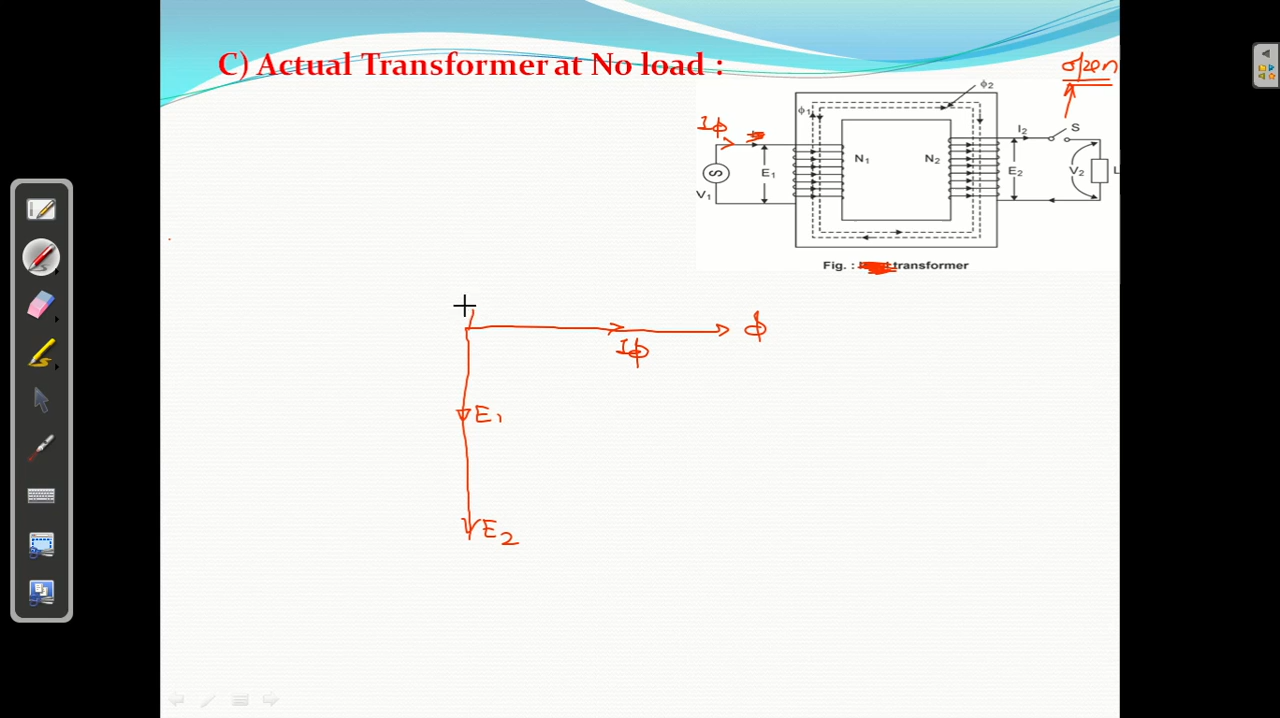 C) Actual Transformer at No load :
open
ϕ2
ϕ1
Iϕ
I2
S
N1
N2
E1
E2
V2
L
V1
Fig. : transformer
ϕ
Iϕ
E1
E2